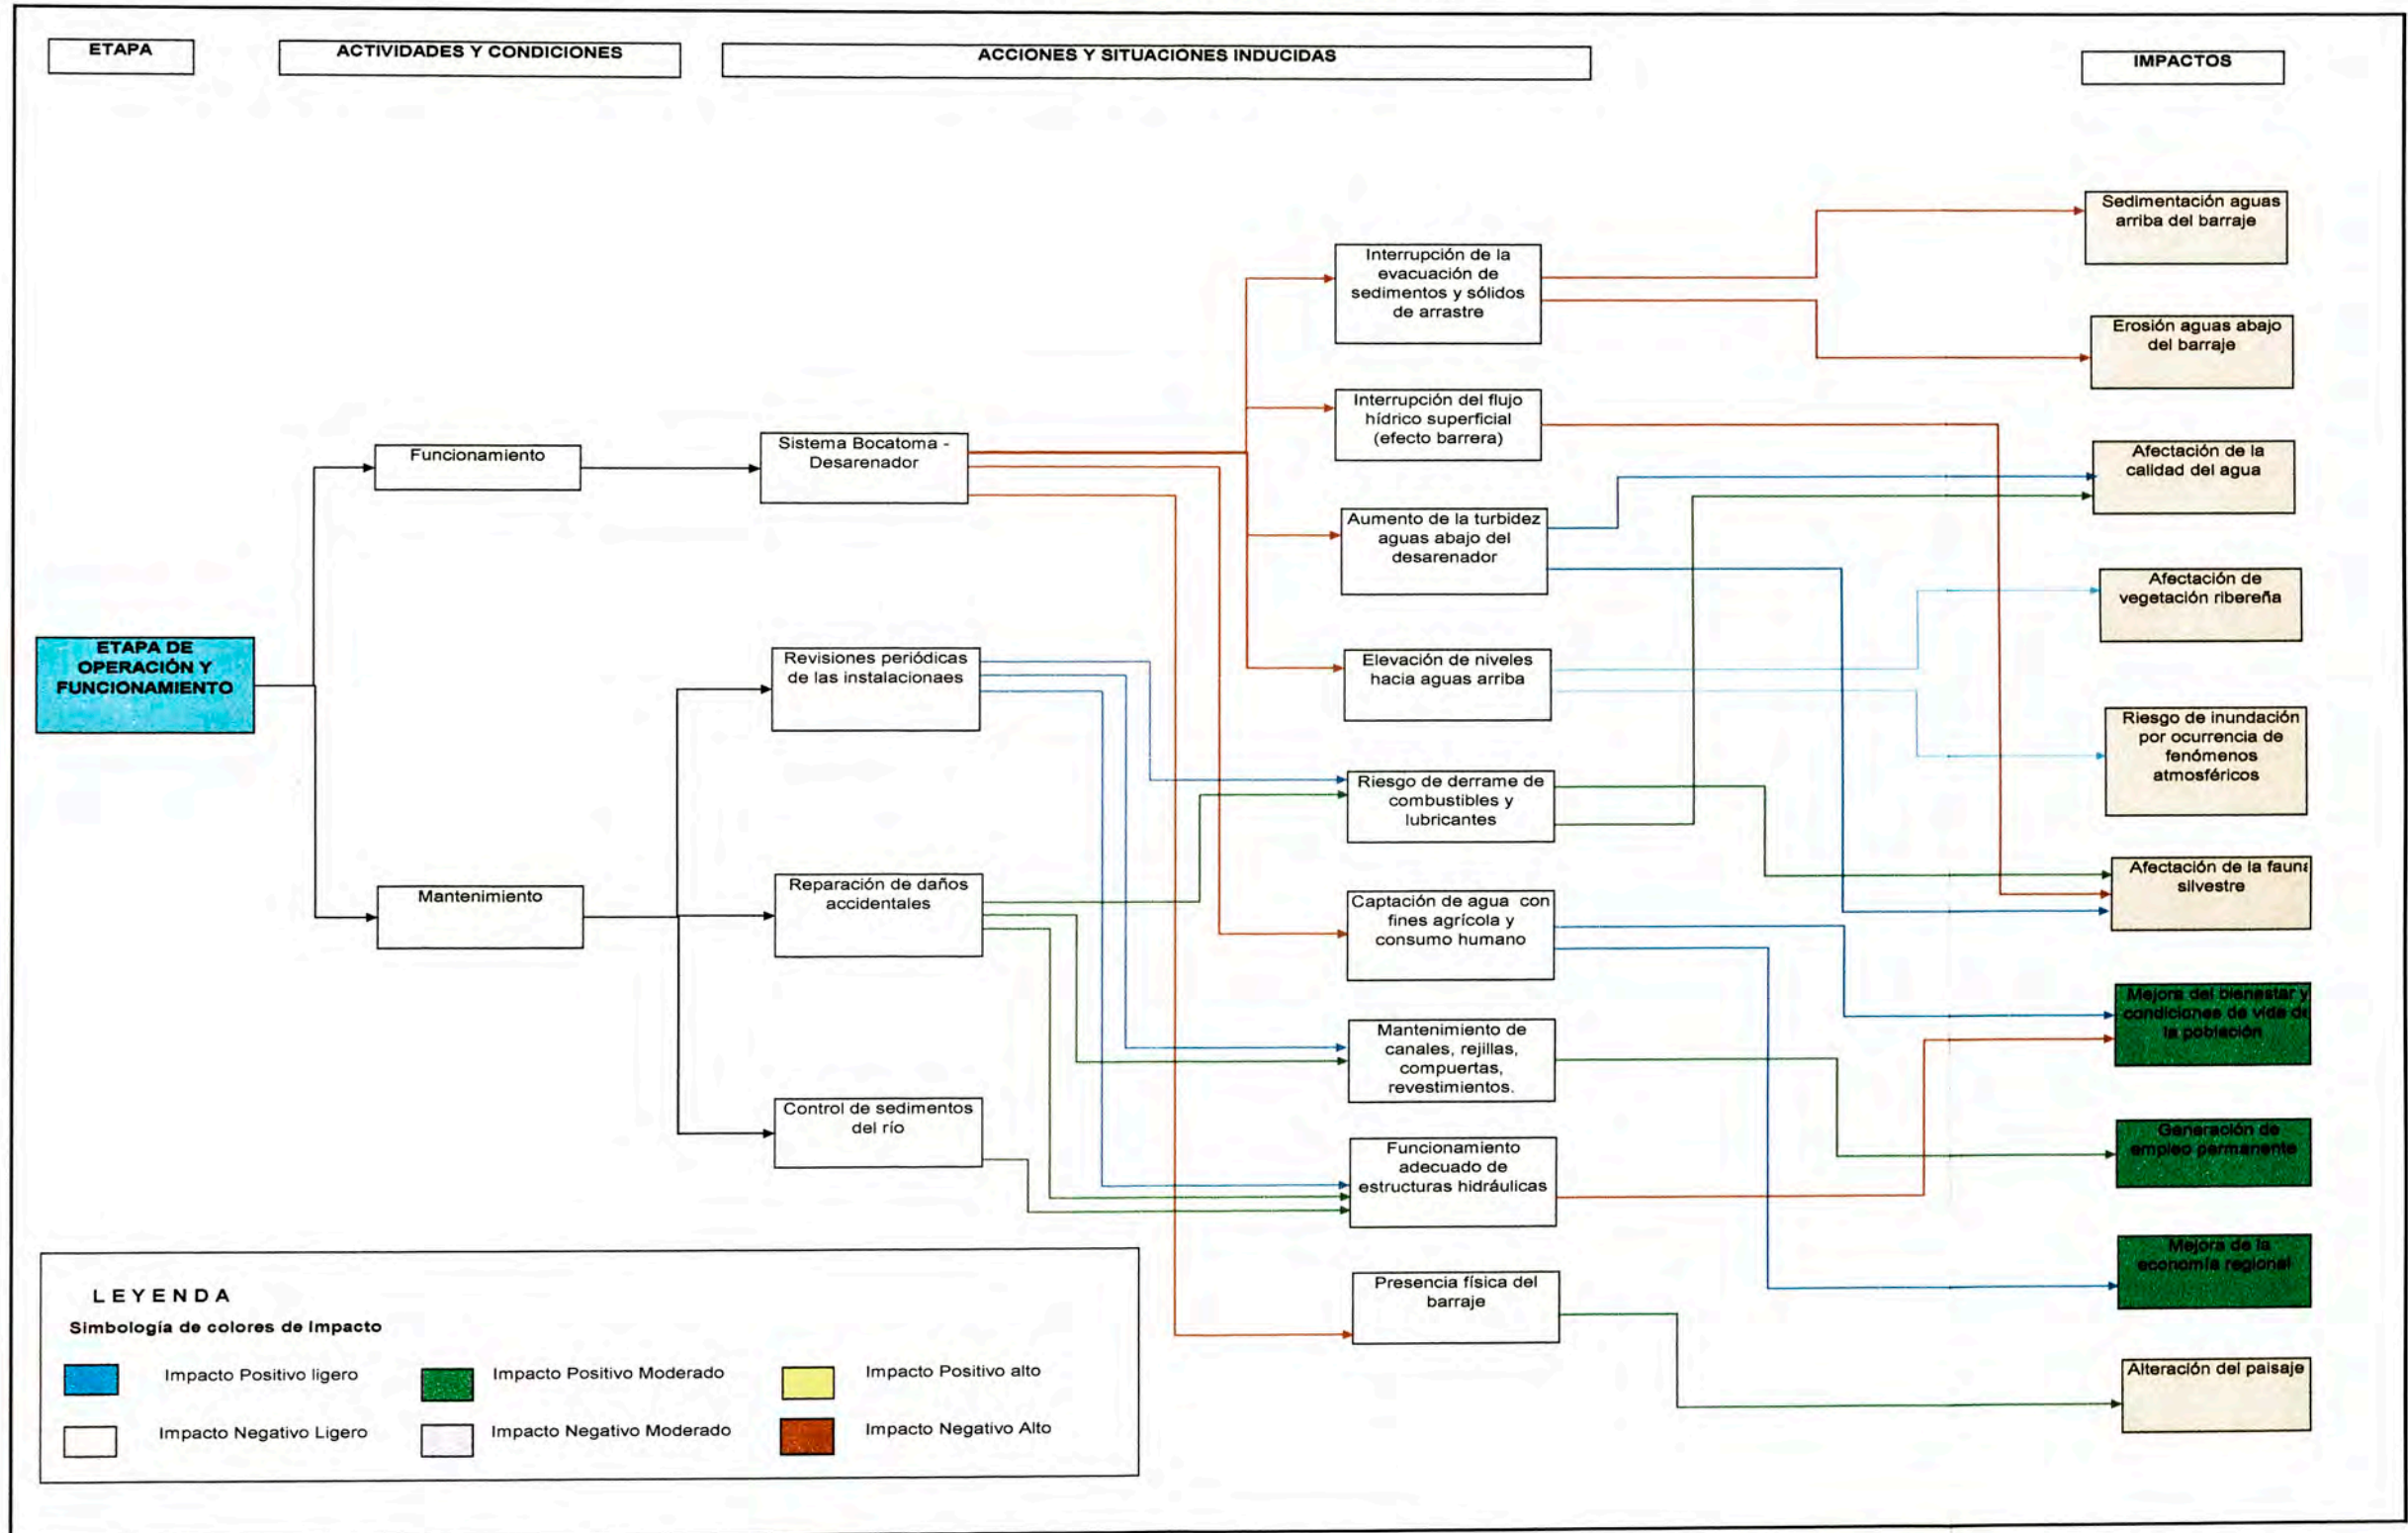 ETAPA
ACTIVIDADES Y CONDICIONES
ACCIONES Y SITUACIONES INDUCIDAS
IMPACTOS
ETAPA DE
OPERACIÓN Y
FUNCIONAMIENTO
Funcionamiento
Mantenimiento
Sistema Bocatoma -
Desarenador
Revisiones periódicas
de las instalacionaes
Reparación de daños
accidentales
Control de sedimentos
del río
Interrupción de la
evacuación de
sedimentos y sólidos
de arrastre
Interrupción del flujo
hídrico superficial
(efecto barrera)
Aumento de la turbidez
aguas abajo del
desarenador
Elevación de niveles
hacia aguas arriba
Riesgo de derrame de
combustibles y
lubricantes
Captación de agua con
fines agrícola y
consumo humano
Mantenimiento de
canales, rejillas,
compuertas,
revestimientos.
Funcionamiento
adecuado de
estructuras hidráulicas
Presencia física del
barraje
Sedimentación aguas
arriba del barraje
Erosión aguas abajo
del barraje
Afectación de la
calidad del agua
Afectación de
vegetación ribereña
Riesgo de inundación
por ocurrencia de
fenómenos
atmosféricos
Afectación de la fauna
silvestre
Mejora del bienestar y
condiciones de vida de
la población
Generación de
empleo permanente
Mejora de la
economía regional
Alteración del paisaje
LEYENDA
Simbología de colores de Impacto
Impacto Positivo ligero
Impacto Positivo Moderado
Impacto Positivo alto
Impacto Negativo Ligero
Impacto Negativo Moderado
Impacto Negativo Alto